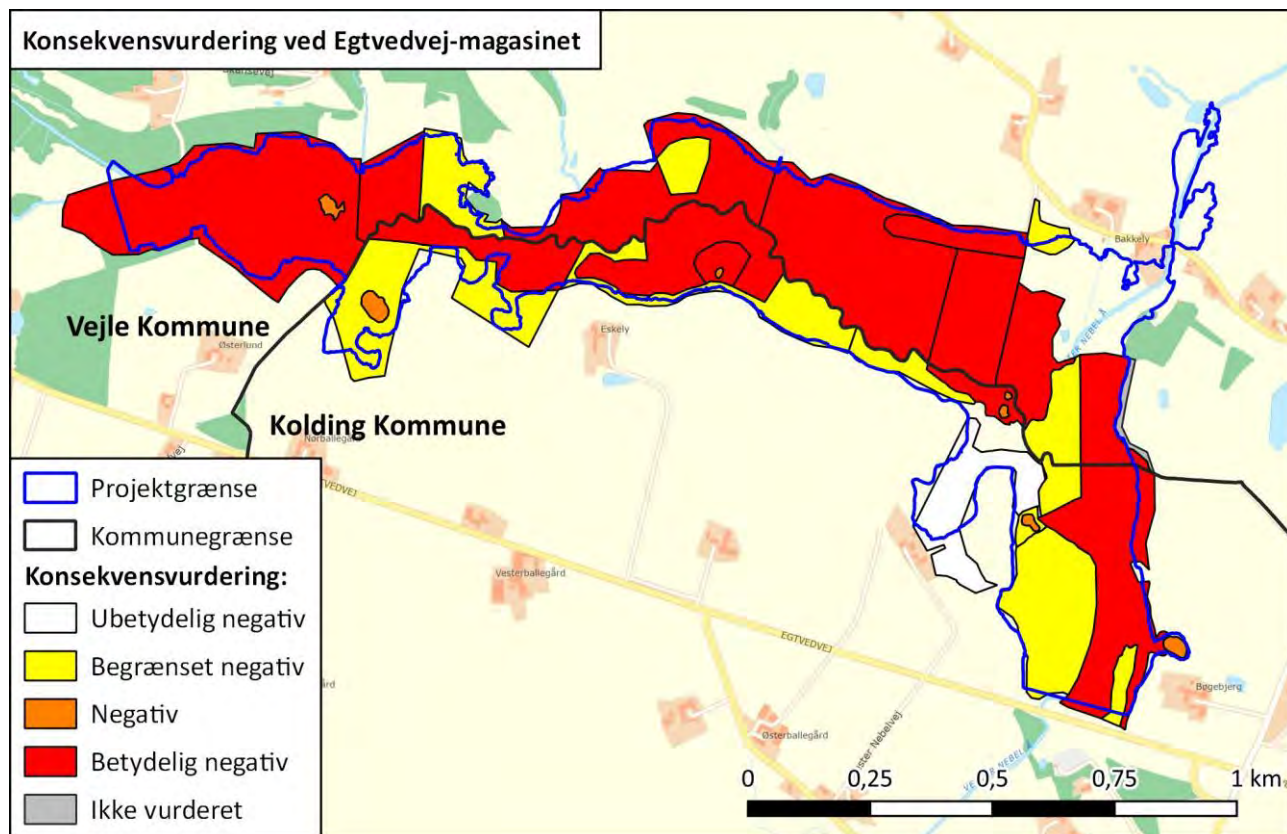 Konsekvensvurdering ved Egtvedvej-magasinet
Bakkely
Vejle Kommune
Østerlund
Eskely
Kolding Kommune
Nørballegård
EGTVEDVEJ
Vesterballegård
EGTVEDVEJ
Bøgebjerg
Østerballegård
Projektgrænse
Kommunegrænse
Konsekvensvurdering:
Ubetydelig negativ
Begrænset negativ
Negativ
Betydelig negativ
Ikke vurderet
0 0,25 0,5 0,75 1 km